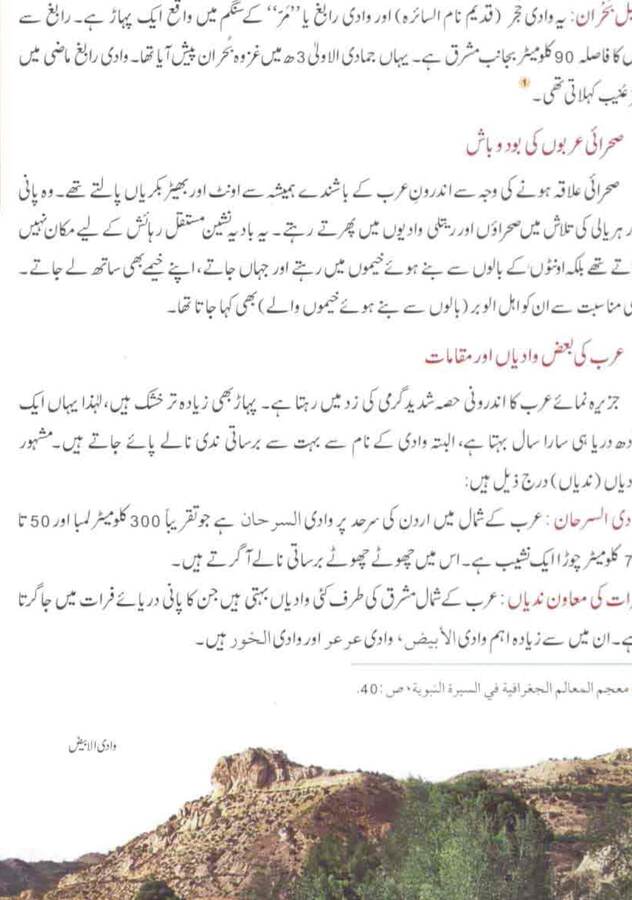 یل بُحْران: یہ وادی حَجْر (قدیم نام السائرہ) اور وادی رابغ یا ”مُرّ“ کے سنگم میں واقع ایک پہاڑ ہے۔ رابغ سے
س کا فاصلہ 90 کلومیٹر بجانب مشرق ہے۔ یہاں جمادی الاولیٰ 3ھ میں غزوہ بُحْران پیش آیا تھا۔ وادی رابغ ماضی میں
عُنیب کہلاتی تھی۔
صحرائی عربوں کی بود و باش
صحرائی علاقہ ہونے کی وجہ سے اندرونِ عرب کے باشندے ہمیشہ سے اونٹ اور بھیڑ بکریاں پالتے تھے۔ وہ پانی
ر ہریالی کی تلاش میں صحراؤں اور ریتلی وادیوں میں پھرتے رہتے۔ یہ بادیہ نشین مستقل رہائش کے لیے مکان نہیں
تے تھے بلکہ اونٹوں کے بالوں سے بنے ہوئے خیموں میں رہتے اور جہاں جاتے، اپنے خیمے بھی ساتھ لے جاتے۔
ی مناسبت سے ان کو اہل الوبر (بالوں سے بنے ہوئے خیموں والے) بھی کہا جاتا تھا۔
عرب کی بعض وادیاں اور مقامات
جزیرہ نمائے عرب کا اندرونی حصہ شدید گرمی کی زد میں رہتا ہے۔ پہاڑ بھی زیادہ تر خشک ہیں، لہٰذا یہاں ایک
دھ دریا ہی سارا سال بہتا ہے، البتہ وادی کے نام سے بہت سے برساتی ندی نالے پائے جاتے ہیں۔ مشہور
دیاں (ندیاں) درج ذیل ہیں:
دی السرحان: عرب کے شمال میں اردن کی سرحد پر وادی السرحان ہے جو تقریباً 300 کلومیٹر لمبا اور 50 تا
7 کلومیٹر چوڑا ایک نشیب ہے۔ اس میں چھوٹے چھوٹے برساتی نالے آ گرتے ہیں۔
رات کی معاون ندیاں: عرب کے شمال مشرق کی طرف کئی وادیاں بہتی ہیں جن کا پانی دریائے فرات میں جا گرتا
ہے۔ ان میں سے زیادہ اہم وادی الأبیض، وادی عرعر اور وادی الخور ہیں۔
معجم المعالم الجغرافية في السيرة النبوية، ص: 40.
وادی الابیض